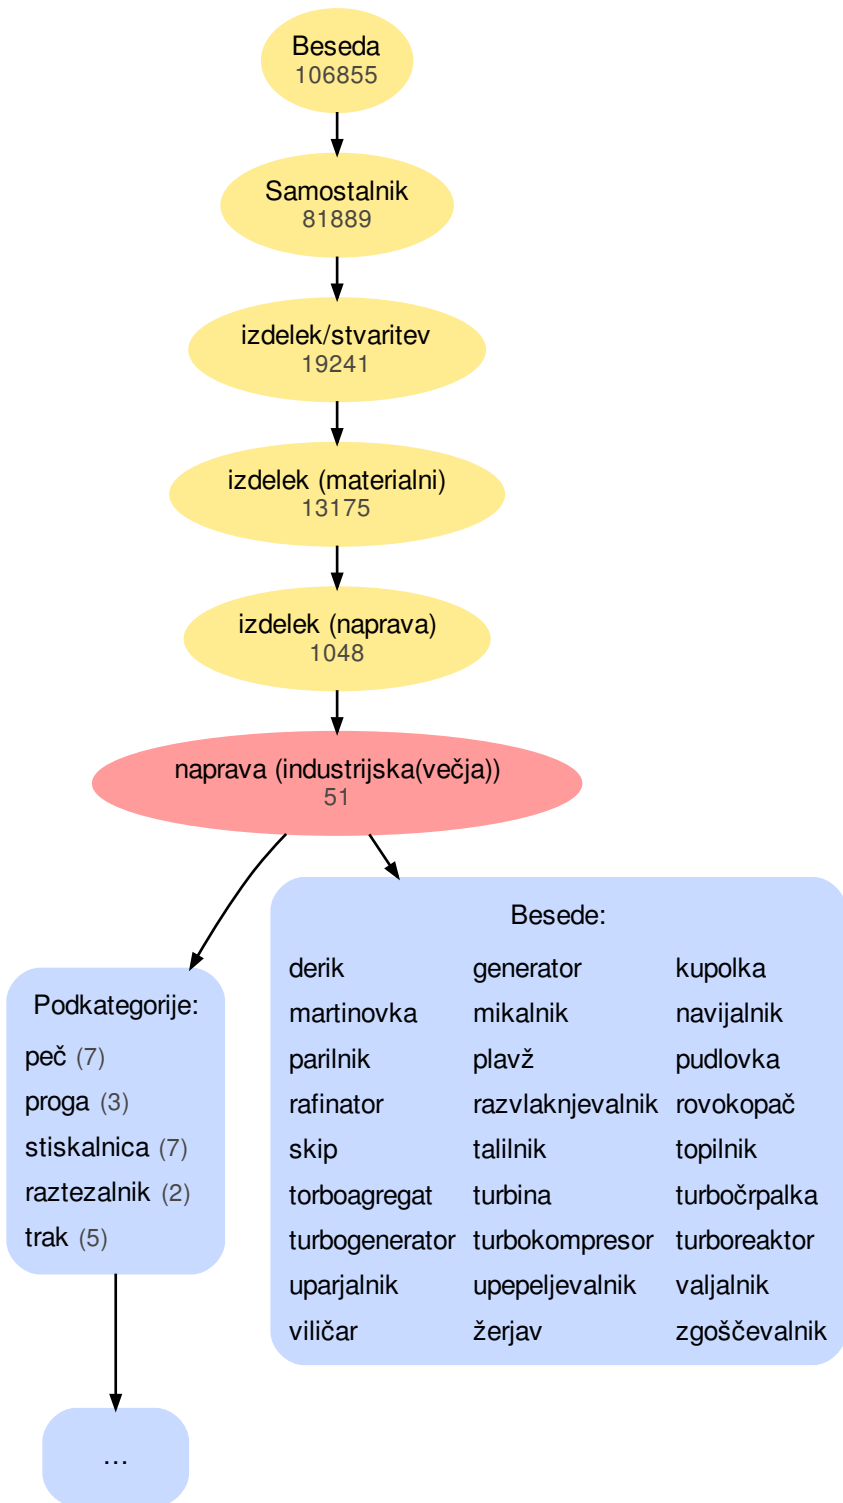 Beseda
106855
Samostalnik
81889
izdelek/stvaritev
19241
izdelek (materialni)
13175
izdelek (naprava)
1048
naprava (industrijska(večja))
51
Podkategorije:
peč (7)
proga (3)
stiskalnica (7)
raztezalnik (2)
trak (5)
...
Besede:
derik generator kupolka
martinovka mikalnik navijalnik
parilnik plavž pudlovka
rafinator razvlaknjevalnik rovokopač
skip talilnik topilnik
torboagregat turbina turbočrpalka
turbogenerator turbokompresor turboreaktor
uparjalnik upepeljevalnik valjalnik
viličar žerjav zgoščevalnik